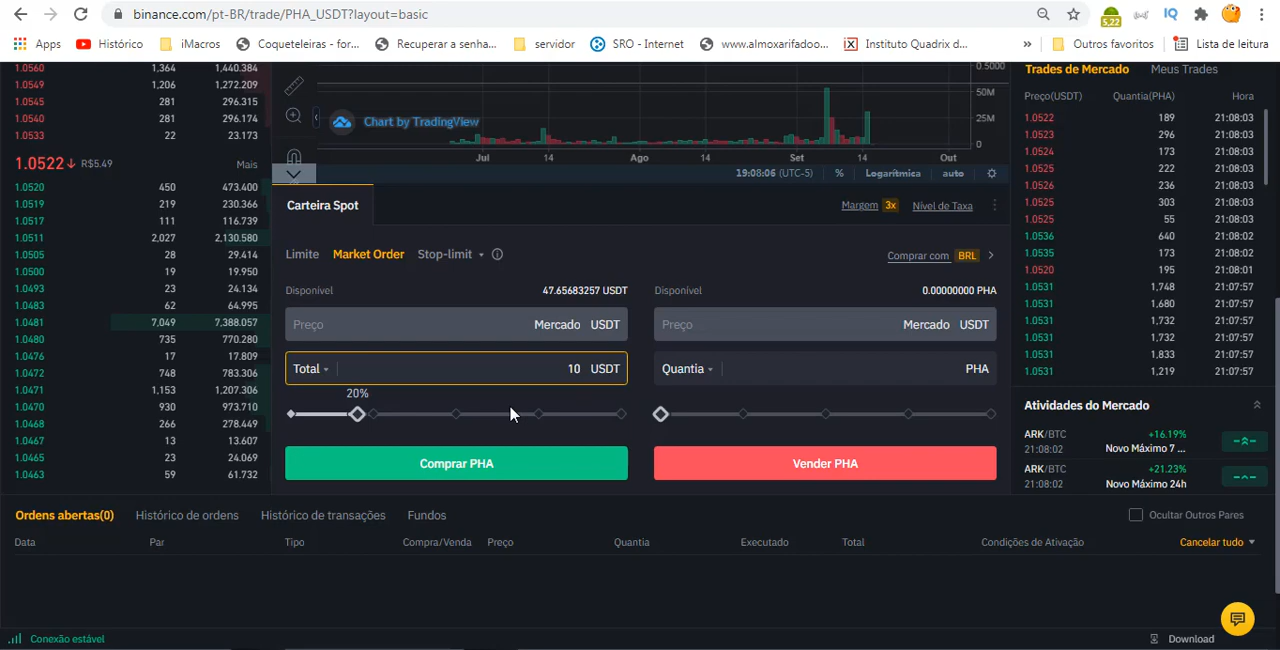 binance.com/pt-BR/trade/PHA_USDT?layout=basic
5,22
IQ
Apps Histórico iMacros Coqueteleiras - for... Recuperar a senha... servidor SRO - Internet www.almoxarifadoo... Instituto Quadrix d... » Outros favoritos Lista de leitura
1.0560 1,364 1,440.384
1.0549 1,206 1,272.209
1.0545 281 296.315
1.0540 281 296.174
1.0533 22 23.173
1.0522↓ R$5.49 Mais
1.0520 450 473.400
1.0519 219 230.366
1.0517 111 116.739
1.0511 2,027 2,130.580
1.0505 28 29.414
1.0500 19 19.950
1.0493 23 24.134
1.0483 62 64.995
1.0481 7,049 7,388.057
1.0480 735 770.280
1.0476 17 17.809
1.0472 748 783.306
1.0471 1,153 1,207.306
1.0470 930 973.710
1.0468 266 278.449
1.0467 13 13.607
1.0465 23 24.069
1.0463 59 61.732
0.5000
50M
25M
0
Chart by TradingView
Jul 14 Ago 14 Set 14 Out
19:08:06 (UTC-5) % Logarítmica auto
Carteira Spot
Margem 3x Nível de Taxa
Limite Market Order Stop-limit
Comprar com BRL
Disponível 47.65683257 USDT
Preço Mercado USDT
Total 10 USDT
20%
Comprar PHA
Disponível 0.00000000 PHA
Preço Mercado USDT
Quantia PHA
Vender PHA
Trades de Mercado Meus Trades
Preço(USDT) Quantia(PHA) Hora
1.0522 189 21:08:03
1.0523 296 21:08:03
1.0524 173 21:08:03
1.0525 222 21:08:03
1.0526 236 21:08:03
1.0525 303 21:08:03
1.0525 55 21:08:03
1.0536 640 21:08:02
1.0535 173 21:08:02
1.0520 195 21:08:01
1.0531 1,748 21:07:57
1.0531 1,680 21:07:57
1.0531 1,732 21:07:57
1.0531 1,732 21:07:57
1.0531 1,833 21:07:57
1.0531 1,219 21:07:57
Atividades do Mercado
ARK/BTC +16.19%
21:08:02 Novo Máximo 7 ...
ARK/BTC +21.23%
21:08:02 Novo Máximo 24h
Ordens abertas(0) Histórico de ordens Histórico de transações Fundos
Ocultar Outros Pares
Data Par Tipo Compra/Venda Preço Quantia Executado Total Condições de Ativação Cancelar tudo
Conexão estável
Download